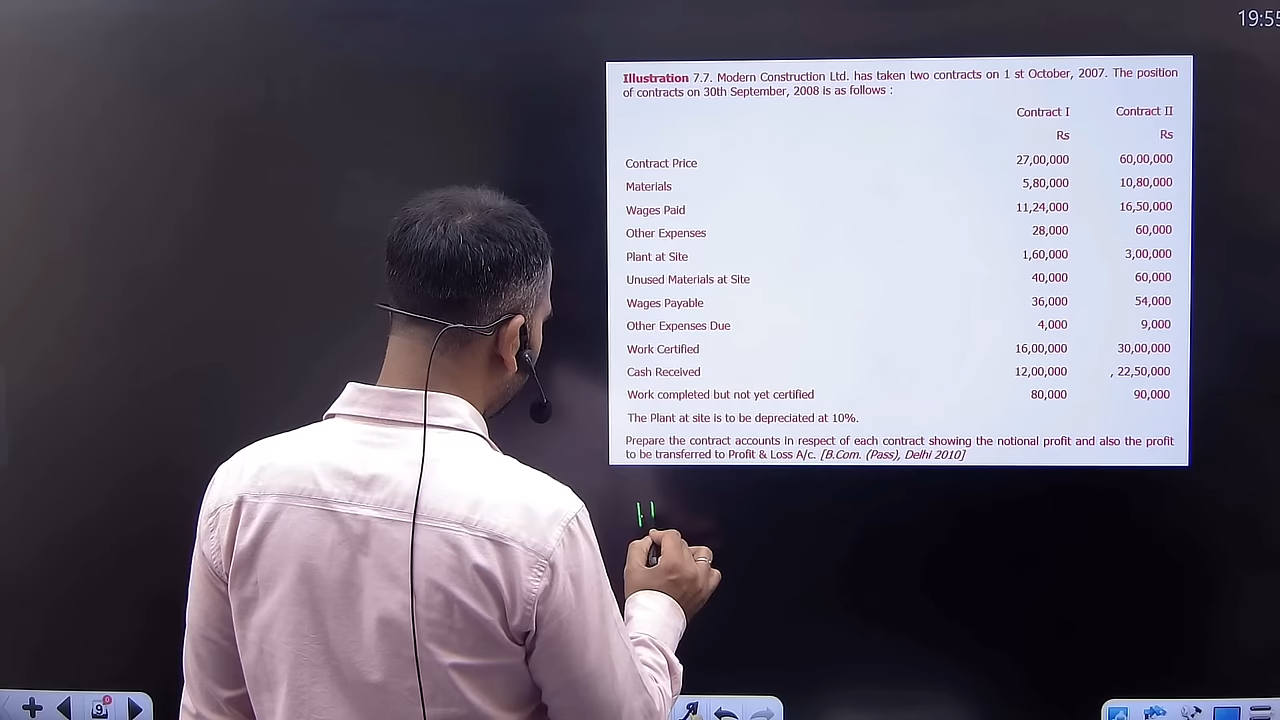 19:55
Illustration 7.7. Modern Construction Ltd. has taken two contracts on 1 st October, 2007. The position
of contracts on 30th September, 2008 is as follows :
Contract I Contract II
Rs Rs
Contract Price 27,00,000 60,00,000
Materials 5,80,000 10,80,000
Wages Paid 11,24,000 16,50,000
Other Expenses 28,000 60,000
Plant at Site 1,60,000 3,00,000
Unused Materials at Site 40,000 60,000
Wages Payable 36,000 54,000
Other Expenses Due 4,000 9,000
Work Certified 16,00,000 30,00,000
Cash Received 12,00,000 , 22,50,000
Work completed but not yet certified 80,000 90,000
The Plant at site is to be depreciated at 10%.
Prepare the contract accounts in respect of each contract showing the notional profit and also the profit
to be transferred to Profit & Loss A/c. [B.Com. (Pass), Delhi 2010]
9